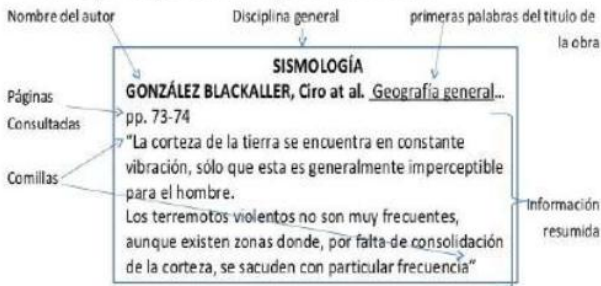 Nombre del autor
Disciplina general
primeras palabras del titulo de
la obra
SISMOLOGÍA
GONZÁLEZ BLACKALLER, Ciro at al. Geografía general...
pp. 73-74
Páginas
Consultadas
"La corteza de la tierra se encuentra en constante
vibración, sólo que esta es generalmente imperceptible
para el hombre.
Comillas
Los terremotos violentos no son muy frecuentes,
aunque existen zonas donde, por falta de consolidación
de la corteza, se sacuden con particular frecuencia"
Información
resumida